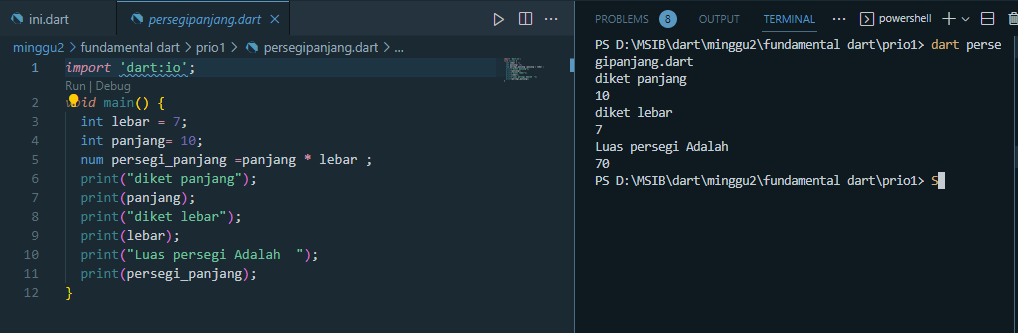 ini.dart persegipanjang.dart
minggu2 > fundamental dart > prio1 > persegipanjang.dart > ...
1 import 'dart:io';
Run | Debug
2 void main() {
3 int lebar = 7;
4 int panjang= 10;
5 num persegi_panjang =panjang * lebar ;
6 print("diket panjang");
7 print(panjang);
8 print("diket lebar");
9 print(lebar);
10 print("Luas persegi Adalah  ");
11 print(persegi_panjang);
12 }
PROBLEMS 8 OUTPUT TERMINAL ... powershell
PS D:\MSIB\dart\minggu2\fundamental dart\prio1> dart perse
gipanjang.dart
diket panjang
10
diket lebar
7
Luas persegi Adalah
70
PS D:\MSIB\dart\minggu2\fundamental dart\prio1> S